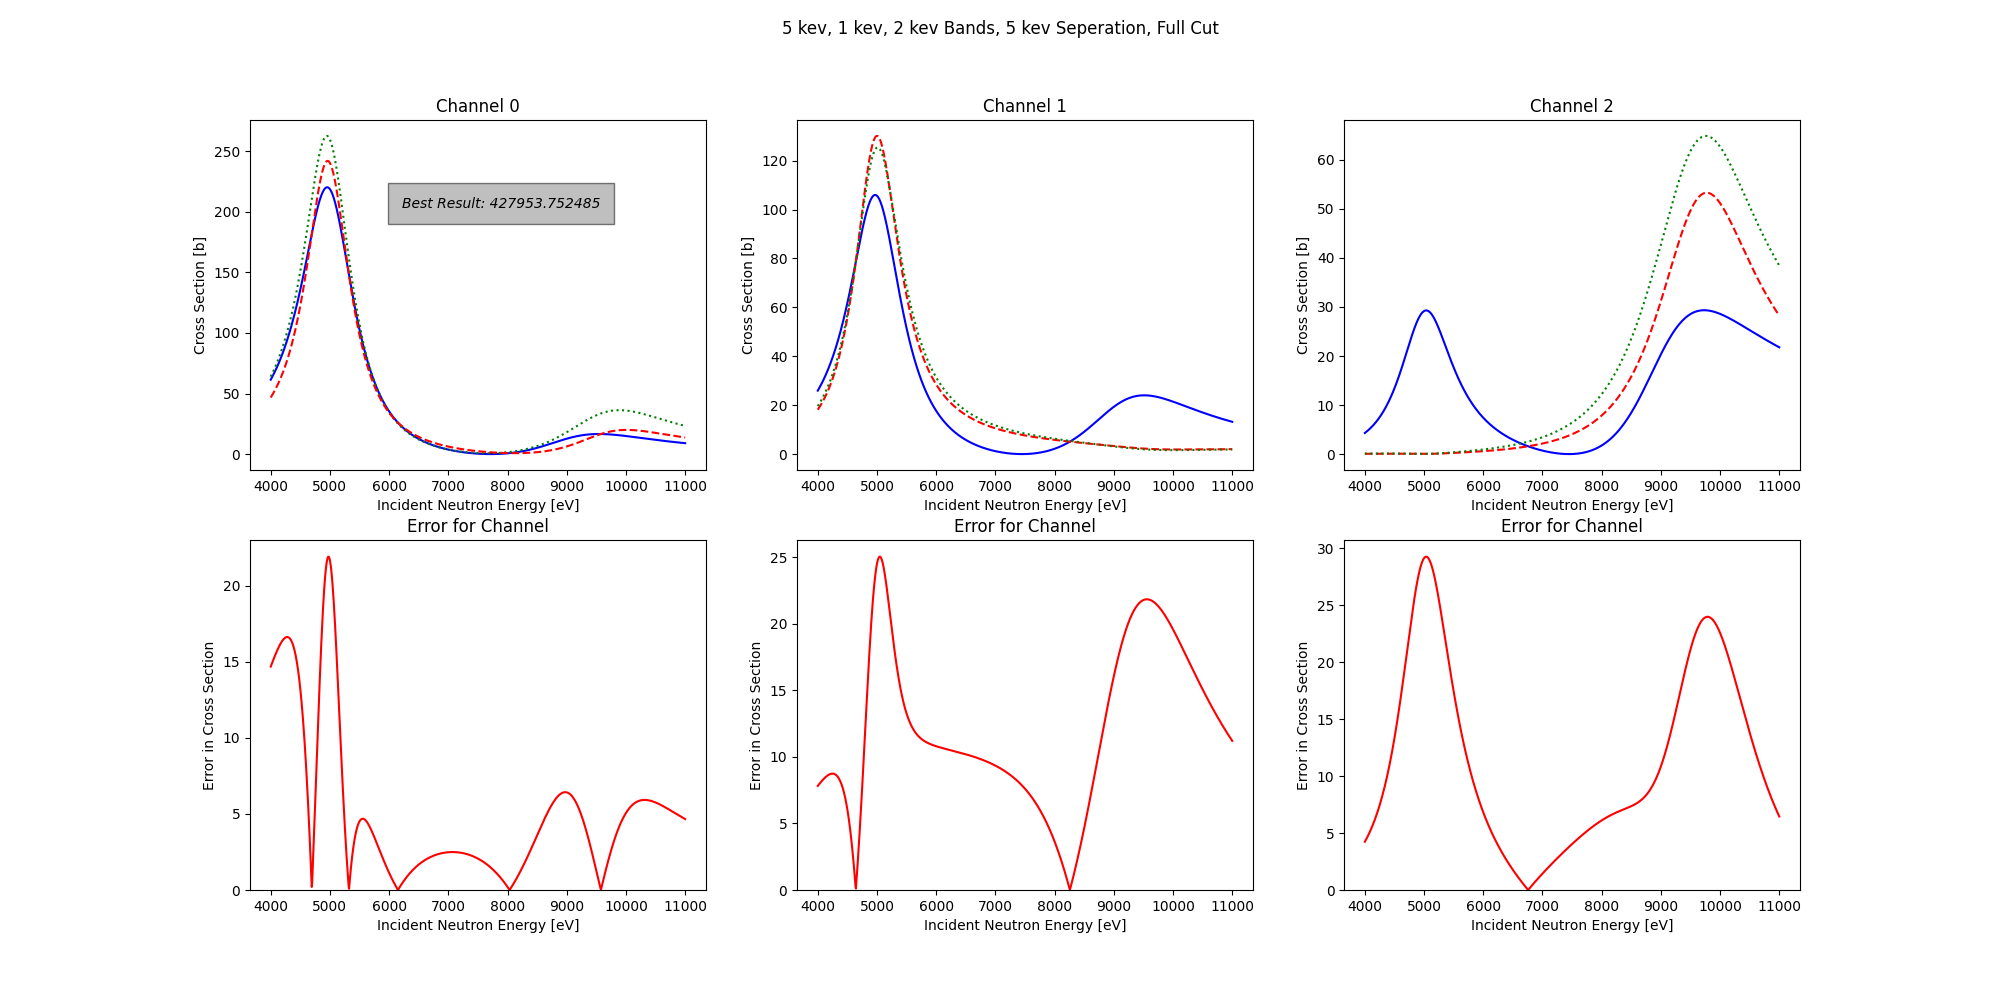 5 kev, 1 kev, 2 kev Bands, 5 kev Seperation, Full Cut
Channel 0
Cross Section [b]
250
200
150
100
50
0
Best Result: 427953.752485
4000 5000 6000 7000 8000 9000 10000 11000
Incident Neutron Energy [eV]
Channel 1
Cross Section [b]
120
100
80
60
40
20
0
4000 5000 6000 7000 8000 9000 10000 11000
Incident Neutron Energy [eV]
Channel 2
Cross Section [b]
60
50
40
30
20
10
0
4000 5000 6000 7000 8000 9000 10000 11000
Incident Neutron Energy [eV]
Error for Channel
Error in Cross Section
20
15
10
5
0
4000 5000 6000 7000 8000 9000 10000 11000
Incident Neutron Energy [eV]
Error for Channel
Error in Cross Section
25
20
15
10
5
0
4000 5000 6000 7000 8000 9000 10000 11000
Incident Neutron Energy [eV]
Error for Channel
Error in Cross Section
30
25
20
15
10
5
0
4000 5000 6000 7000 8000 9000 10000 11000
Incident Neutron Energy [eV]